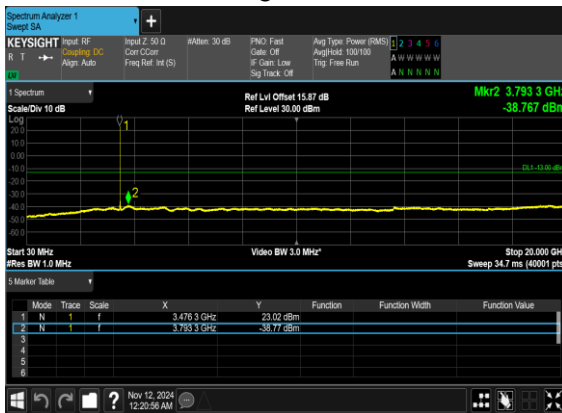 Spectrum Analyzer 1
Swept SA
+
KEYSIGHT Input: RF Input Z: 50 Ω #Atten: 30 dB PNO: Fast Avg Type: Power (RMS) 1 2 3 4 5 6
R T Coupling: DC Corr CCorr Gate: Off Avg|Hold: 100/100 A W W W W W
Align: Auto Freq Ref: Int (S) IF Gain: Low Trig: Free Run A N N N N N
Sig Track: Off
1 Spectrum Ref Lvl Offset 15.87 dB Mkr2 3.793 3 GHz
Scale/Div 10 dB Ref Level 30.00 dBm -38.767 dBm
Log
20.0
10.0
0.00
-10.0
DL1 -13.00 dBm
-20.0
-30.0
-40.0
-50.0
-60.0
1
2
Start 30 MHz Video BW 3.0 MHz* Stop 20.000 GHz
#Res BW 1.0 MHz Sweep 34.7 ms (40001 pts)
5 Marker Table
Mode Trace Scale X Y Function Function Width Function Value
1 N 1 f 3.476 3 GHz 23.02 dBm
2 N 1 f 3.793 3 GHz -38.77 dBm
3
4
5
6
? Nov 12, 2024
12:20:56 AM